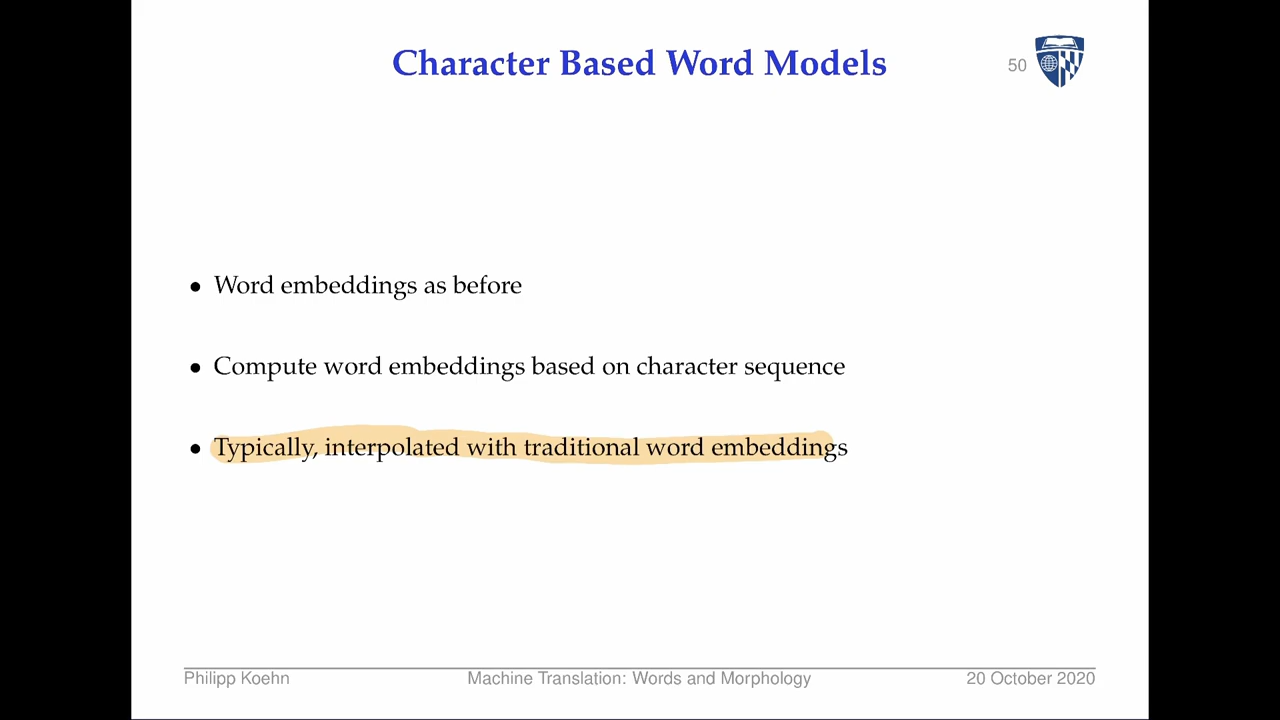 Character Based Word Models
50
• Word embeddings as before
• Compute word embeddings based on character sequence
• Typically, interpolated with traditional word embeddings
Philipp Koehn
Machine Translation: Words and Morphology
20 October 2020